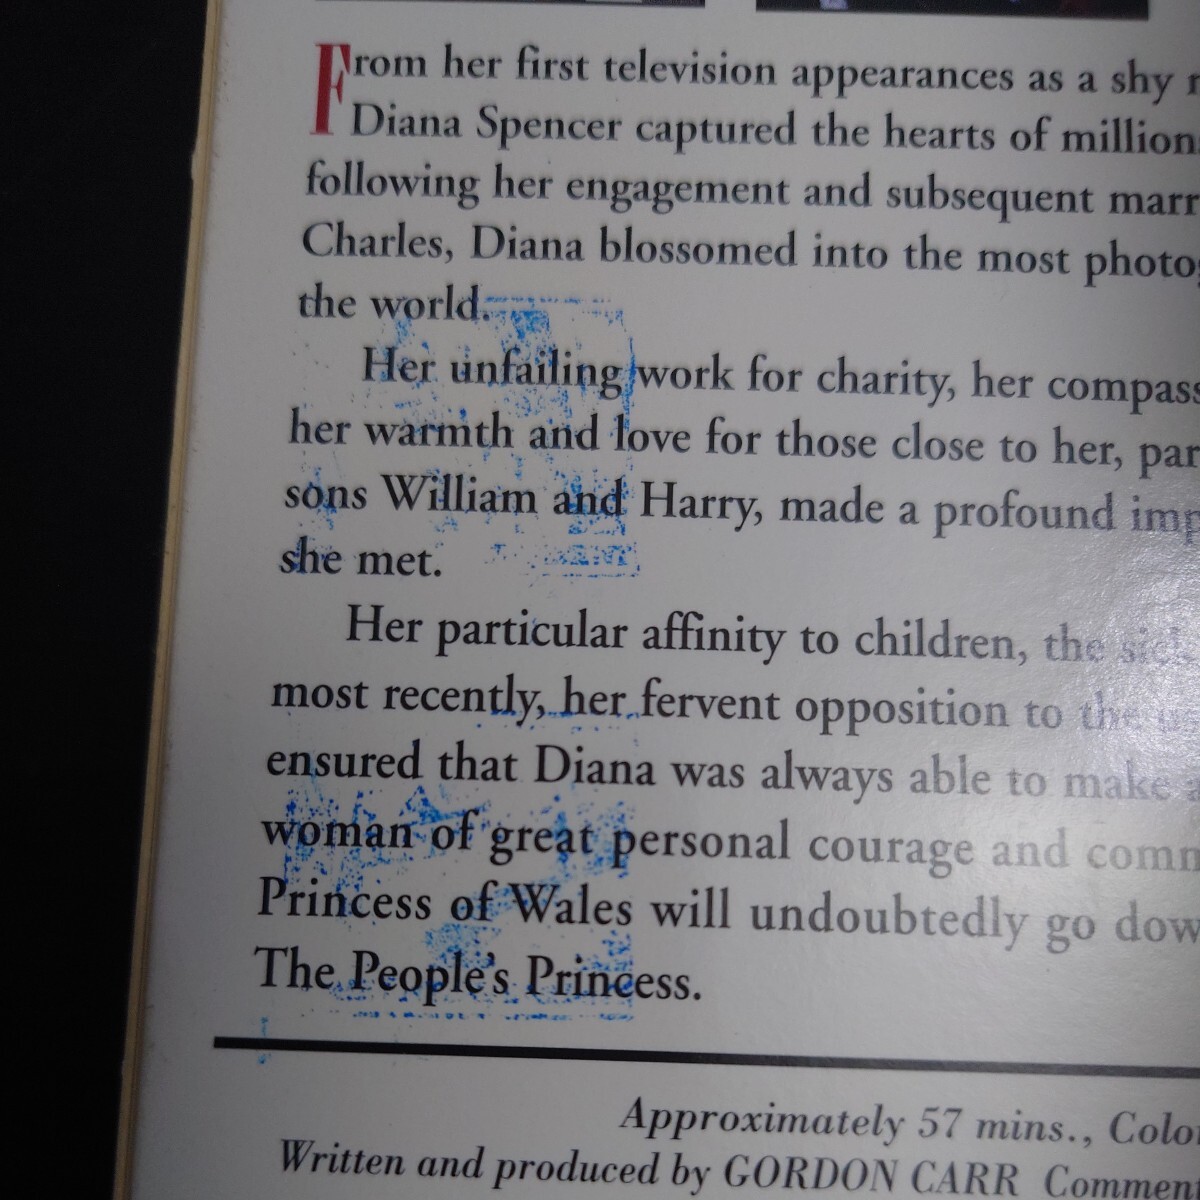 From her first television appearances as a shy
Diana Spencer captured the hearts of million
following her engagement and subsequent marr
Charles, Diana blossomed into the most photog
the world.
Her unfailing work for charity, her compass
her warmth and love for those close to her, par
sons William and Harry, made a profound imp
she met.
Her particular affinity to children, the sick
most recently, her fervent opposition to the
ensured that Diana was always able to make a
woman of great personal courage and comm
Princess of Wales will undoubtedly go dow
The People's Princess.
Approximately 57 mins., Colo
Written and produced by GORDON CARR Comment